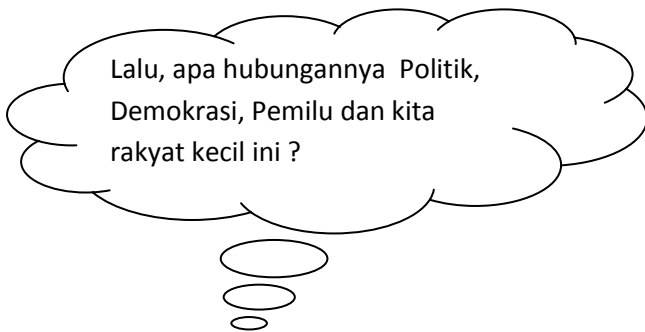 Lalu, apa hubungannya  Politik,
Demokrasi, Pemilu dan kita
rakyat kecil ini ?